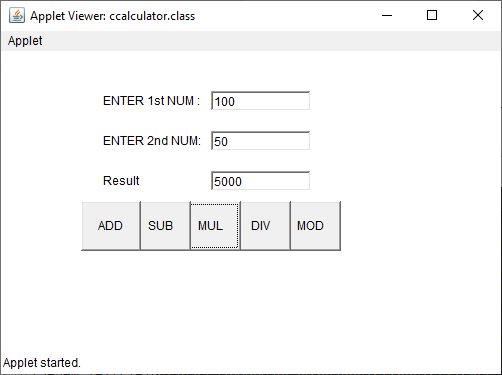 Applet Viewer: ccalculator.class
Applet
ENTER 1st NUM : 100
ENTER 2nd NUM: 50
Result 5000
ADD SUB MUL DIV MOD
Applet started.